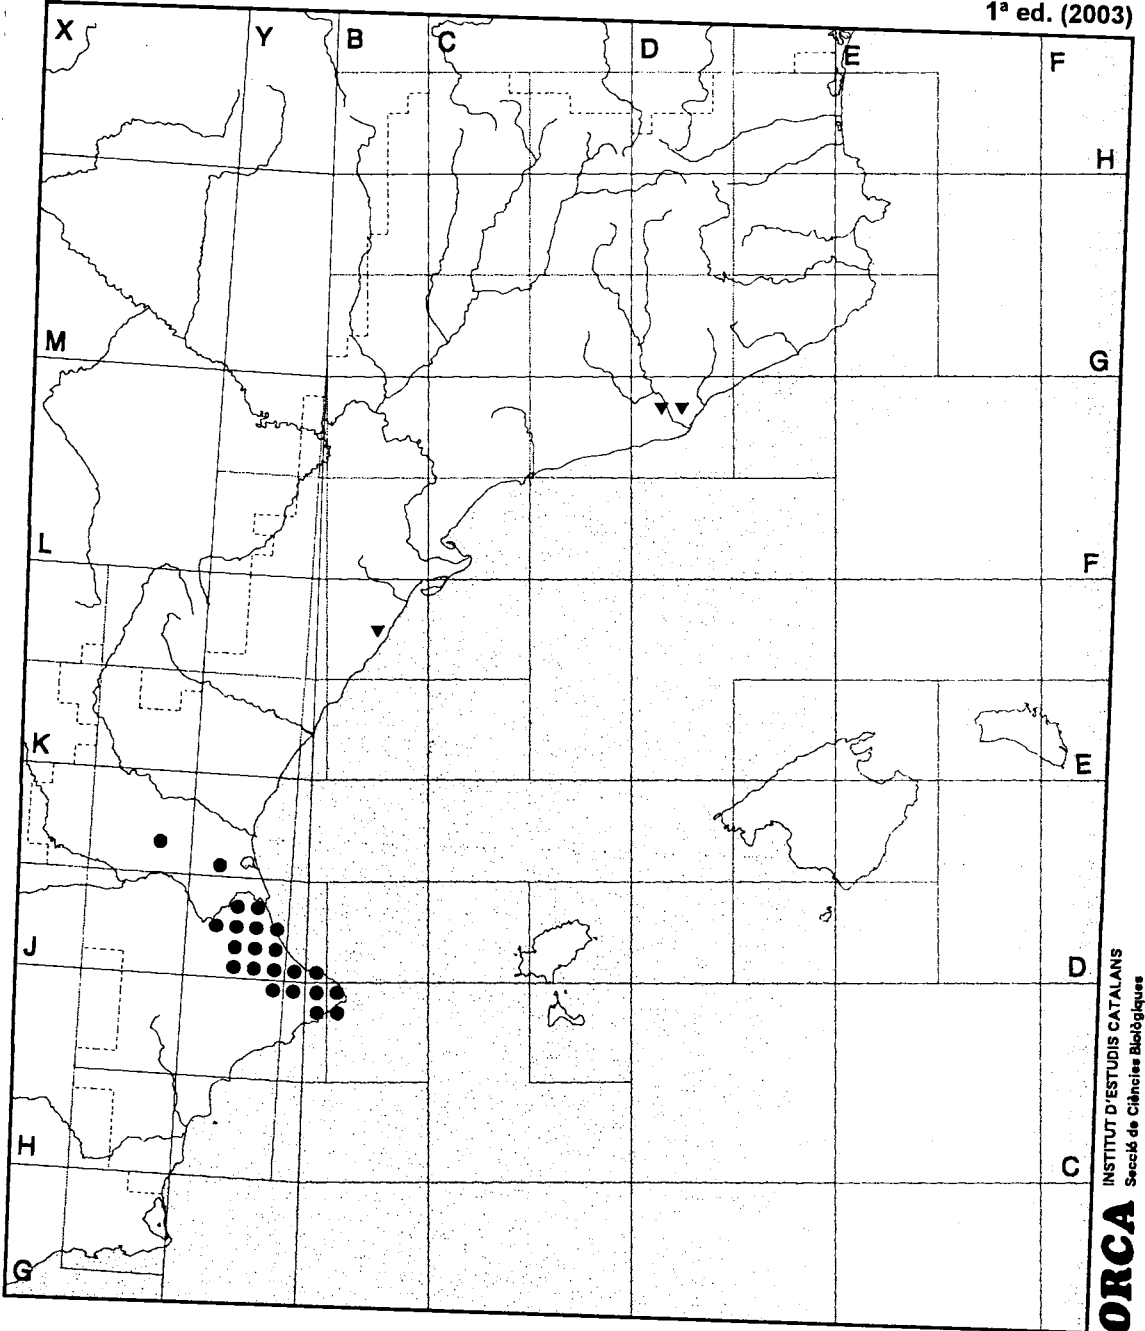 1ª ed. (2003)
X Y B C D E F
H
M
G
L
F
K
E
J
D
H
C
G
INSTITUT D'ESTUDIS CATALANS
Secció de Ciències Biològiques
ORCA